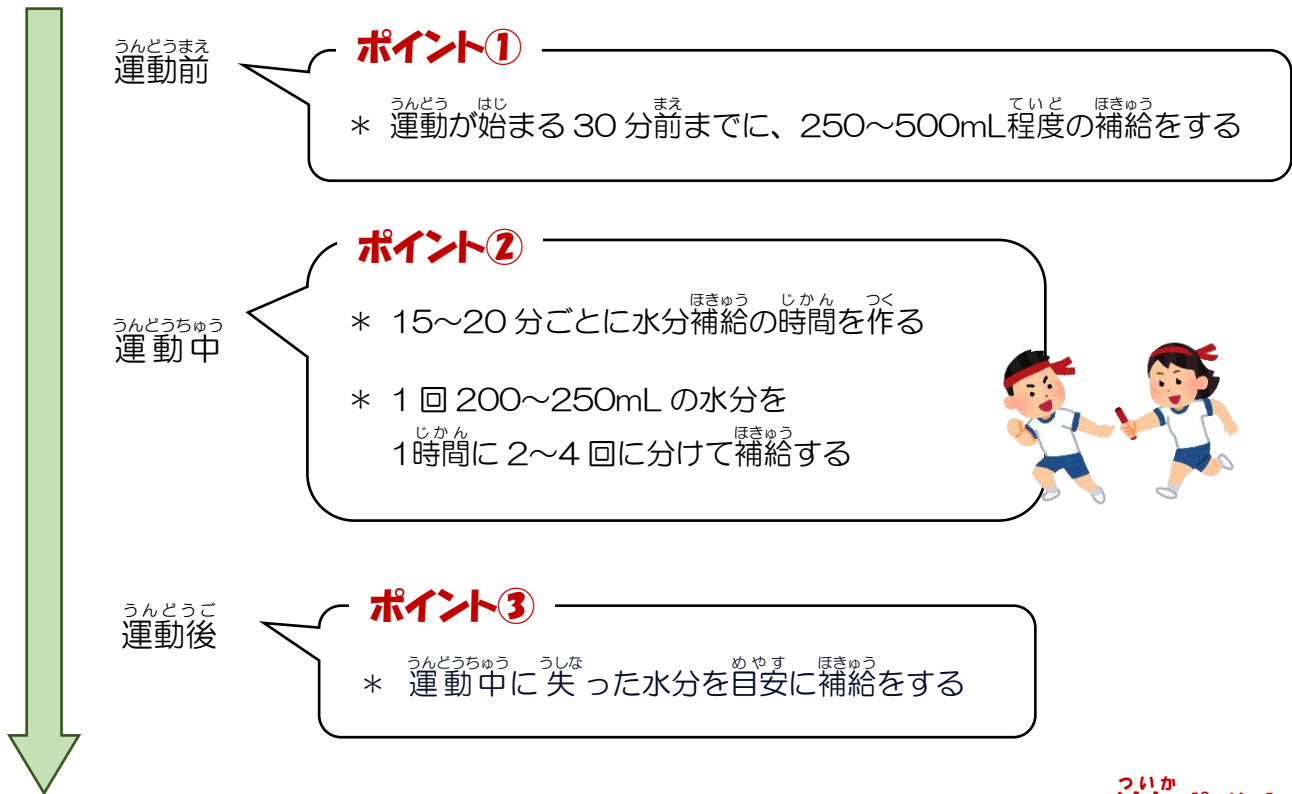 うんどうまえ
運動前
ポイント①
うんどう はじ まえ ていど ほきゅう
＊ 運動が始まる 30 分前までに、250～500mL程度の補給をする
ポイント②
ほきゅう じかん つく
＊ 15～20 分ごとに水分補給の時間を作る
うんどうちゅう
運動中
＊ 1 回 200～250mL の水分を
じかん ほきゅう
1時間に 2～4 回に分けて補給する
うんどうご
運動後
ポイント③
うんどうちゅう うしな めやす ほきゅう
＊ 運動中に失った水分を目安に補給をする
ついか